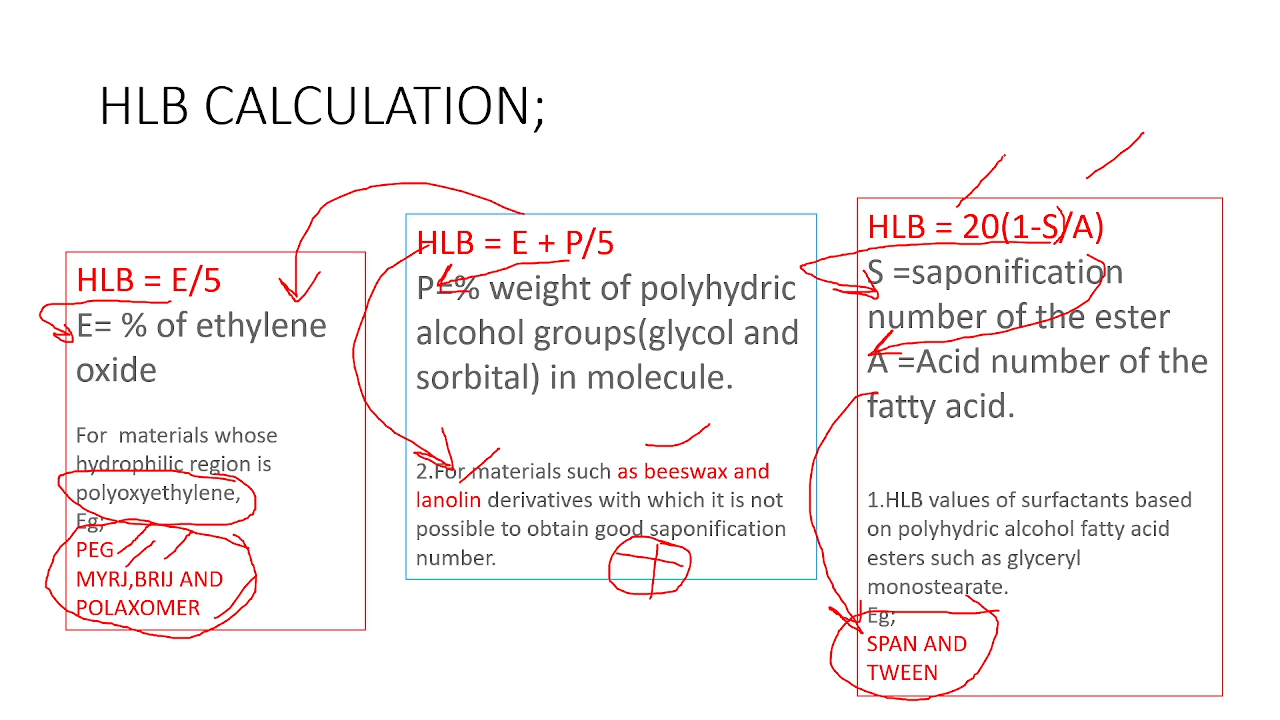 HLB CALCULATION;
HLB = E/5
E= % of ethylene
oxide
For materials whose
hydrophilic region is
polyoxyethylene,
Eg;
PEG
MYRJ,BRIJ AND
POLAXOMER
HLB = E + P/5
P=% weight of polyhydric
alcohol groups(glycol and
sorbital) in molecule.
2.For materials such as beeswax and
lanolin derivatives with which it is not
possible to obtain good saponification
number.
HLB = 20(1-S/A)
S =saponification
number of the ester
A =Acid number of the
fatty acid.
1.HLB values of surfactants based
on polyhydric alcohol fatty acid
esters such as glyceryl
monostearate.
Eg;
SPAN AND
TWEEN